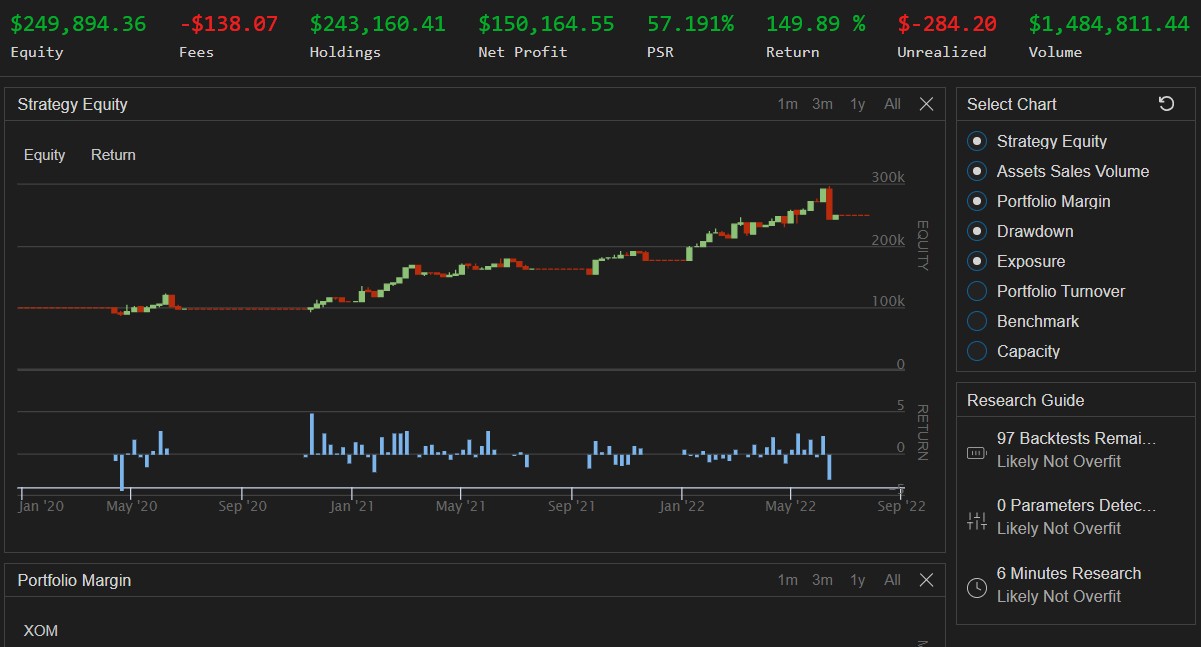 $249,894.36 -$138.07 $243,160.41 $150,164.55 57.191% 149.89 % $-284.20 $1,484,811.44
Equity Fees Holdings Net Profit PSR Return Unrealized Volume
Strategy Equity 1m 3m 1y All
Equity Return
300k
200k
100k
0
EQUITY
5
0
-5
RETURN
Jan '20 May '20 Sep '20 Jan '21 May '21 Sep '21 Jan '22 May '22 Sep '22
Portfolio Margin 1m 3m 1y All
XOM
Select Chart
Strategy Equity
Assets Sales Volume
Portfolio Margin
Drawdown
Exposure
Portfolio Turnover
Benchmark
Capacity
Research Guide
97 Backtests Remai...
Likely Not Overfit
0 Parameters Detec...
Likely Not Overfit
6 Minutes Research
Likely Not Overfit